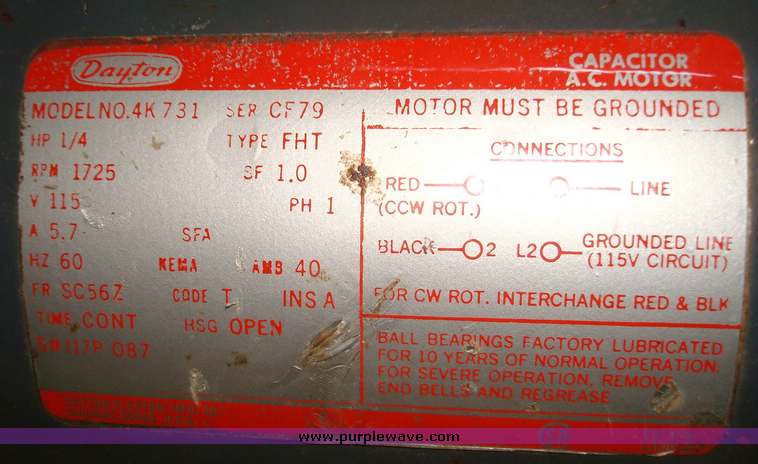 Dayton
CAPACITOR
A.C. MOTOR
MODEL NO. 4K731 SER CF79
HP 1/4 TYPE FHT
RPM 1725 SF 1.0
V 115 PH 1
A 5.7 SFA
HZ 60 NEMA AMB 40
FR SC56Z CODE T INS A
TIME CONT HSG OPEN
S# 117P 087
MOTOR MUST BE GROUNDED
CONNECTIONS
RED LINE
(CCW ROT.)
BLACK 2 L2 GROUNDED LINE
(115V CIRCUIT)
FOR CW ROT. INTERCHANGE RED & BLK
BALL BEARINGS FACTORY LUBRICATED
FOR 10 YEARS OF NORMAL OPERATION.
FOR SEVERE OPERATION, REMOVE
END BELLS AND REGREASE
www.purplewave.com